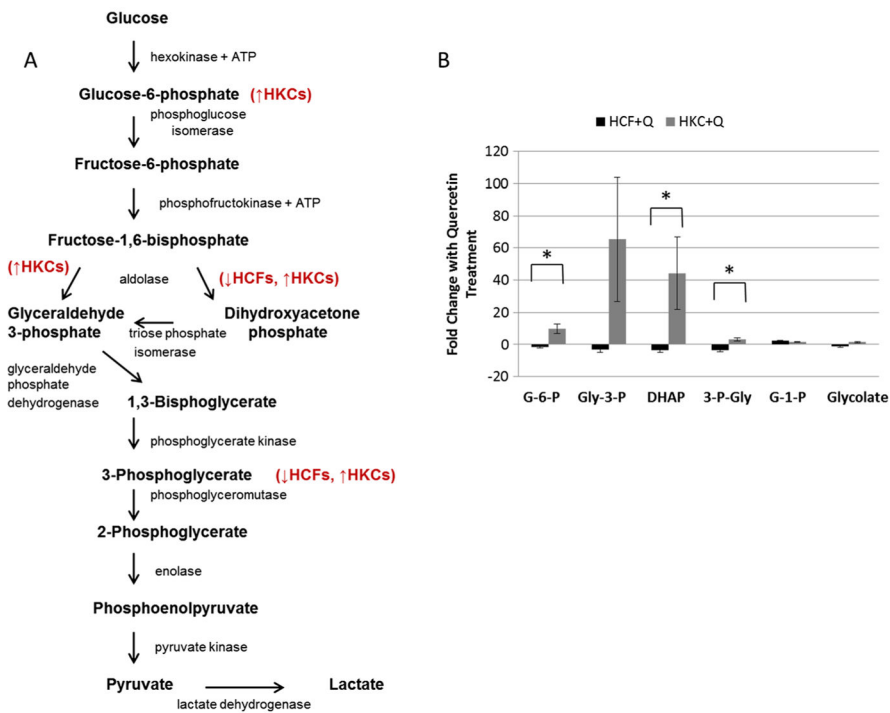 A
Glucose
hexokinase + ATP
Glucose-6-phosphate (↑HKCs)
phosphoglucose
isomerase
Fructose-6-phosphate
phosphofructokinase + ATP
Fructose-1,6-bisphosphate
(↑HKCs)
aldolase
(↓HCFs, ↑HKCs)
Glyceraldehyde
3-phosphate
triose phosphate
isomerase
Dihydroxyacetone
phosphate
glyceraldehyde
phosphate
dehydrogenase
1,3-Bisphoglycerate
phosphoglycerate kinase
3-Phosphoglycerate (↓HCFs, ↑HKCs)
phosphoglyceromutase
2-Phosphoglycerate
enolase
Phosphoenolpyruvate
pyruvate kinase
Pyruvate
Lactate
lactate dehydrogenase
B
HCF+Q HKC+Q
Fold Change with Quercetin
Treatment
120
100
80
60
40
20
0
-20
*
*
*
G-6-P Gly-3-P DHAP 3-P-Gly G-1-P Glycolate